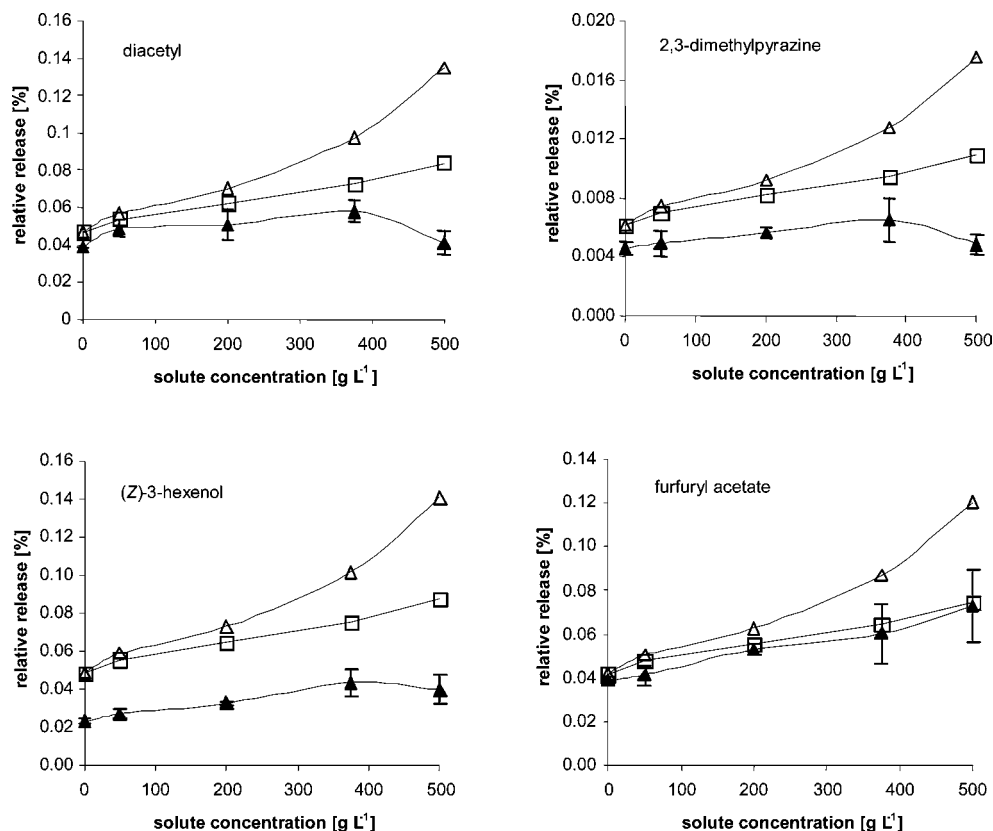 diacetyl
relative release [%]
0.16
0.14
0.12
0.1
0.08
0.06
0.04
0.02
0
0 100 200 300 400 500
solute concentration [g L-1]
2,3-dimethylpyrazine
relative release [%]
0.020
0.016
0.012
0.008
0.004
0.000
0 100 200 300 400 500
solute concentration [g L-1]
(Z)-3-hexenol
relative release [%]
0.16
0.14
0.12
0.10
0.08
0.06
0.04
0.02
0.00
0 100 200 300 400 500
solute concentration [g L-1]
furfuryl acetate
relative release [%]
0.14
0.12
0.10
0.08
0.06
0.04
0.02
0.00
0 100 200 300 400 500
solute concentration [g L-1]